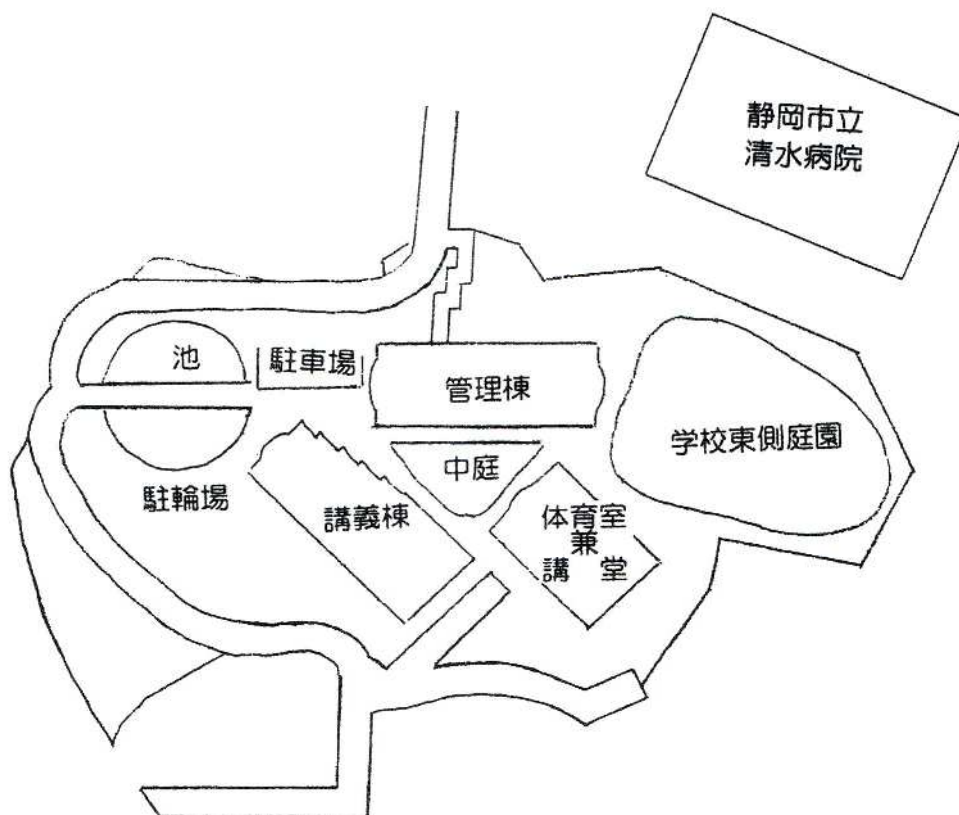 静岡市立
清水病院
池
駐車場
管理棟
学校東側庭園
中庭
駐輪場
講義棟
体育室
兼
講　堂